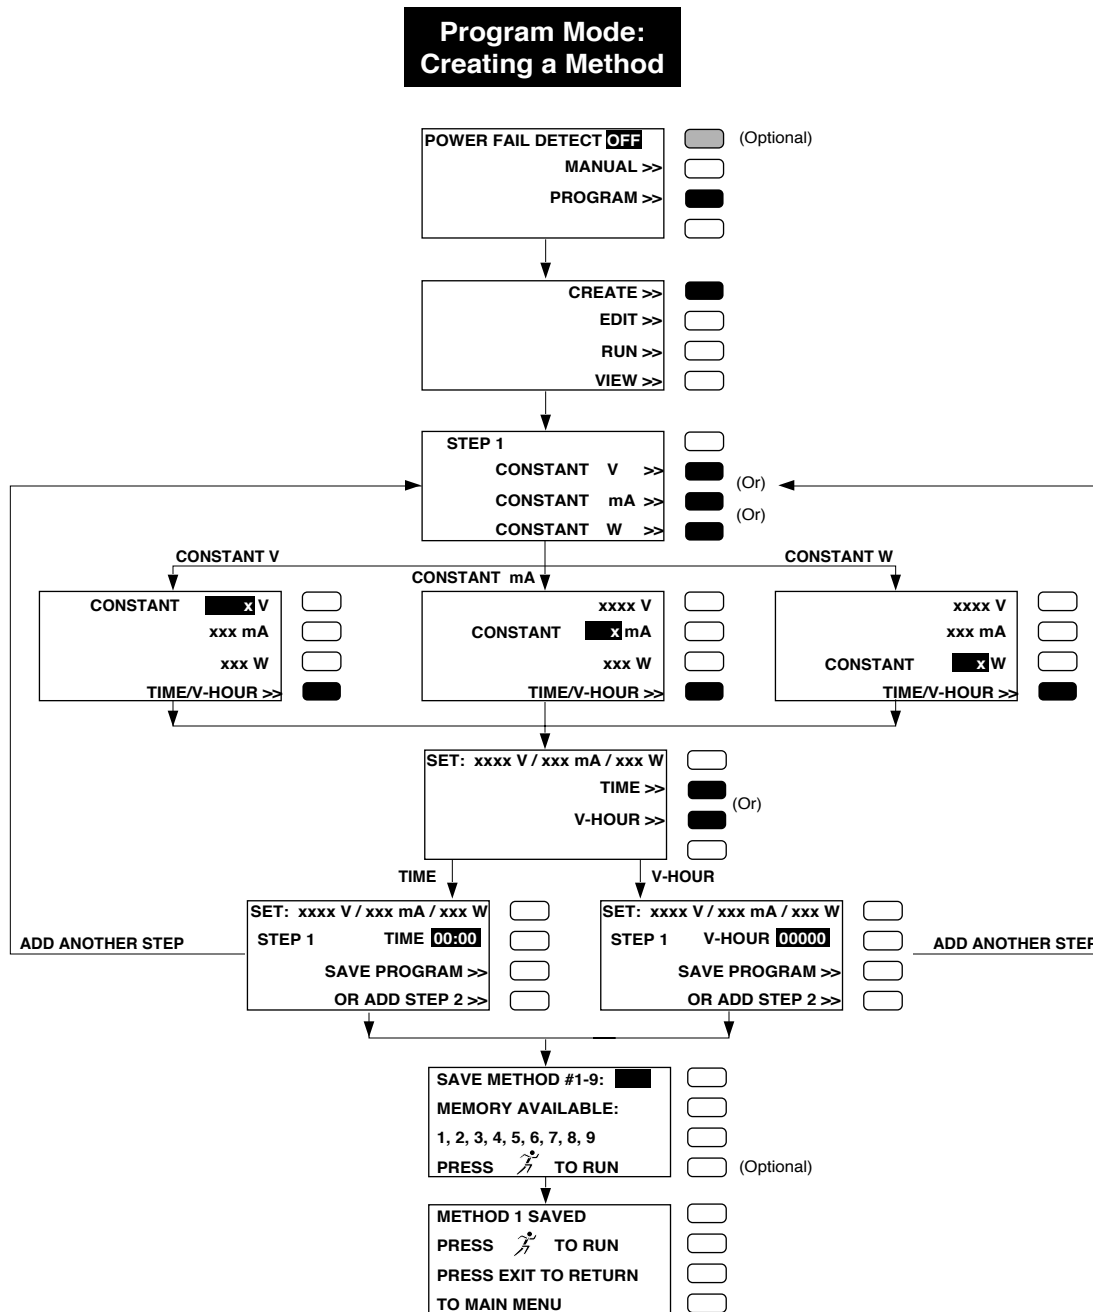 Program Mode:
Creating a Method
POWER FAIL DETECT OFF
(Optional)
MANUAL >>
PROGRAM >>
CREATE >>
EDIT >>
RUN >>
VIEW >>
STEP 1
CONSTANT V >>
(Or)
CONSTANT mA >>
(Or)
CONSTANT W >>
CONSTANT V
CONSTANT mA
CONSTANT W
CONSTANT x V
xxx mA
xxx W
TIME/V-HOUR >>
xxxx V
CONSTANT x mA
xxx W
TIME/V-HOUR >>
xxxx V
xxx mA
CONSTANT x W
TIME/V-HOUR >>
SET: xxxx V / xxx mA / xxx W
TIME >>
(Or)
V-HOUR >>
TIME
V-HOUR
SET: xxxx V / xxx mA / xxx W
STEP 1 TIME 00:00
SAVE PROGRAM >>
OR ADD STEP 2 >>
ADD ANOTHER STEP
SET: xxxx V / xxx mA / xxx W
STEP 1 V-HOUR 00000
SAVE PROGRAM >>
OR ADD STEP 2 >>
ADD ANOTHER STEP
SAVE METHOD #1-9:
MEMORY AVAILABLE:
1, 2, 3, 4, 5, 6, 7, 8, 9
PRESS TO RUN
(Optional)
METHOD 1 SAVED
PRESS TO RUN
PRESS EXIT TO RETURN
TO MAIN MENU